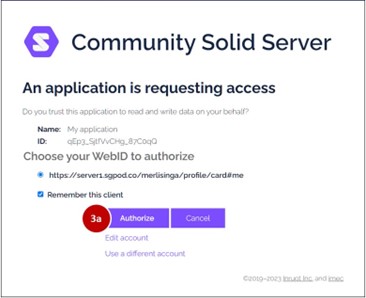 Community Solid Server
An application is requesting access
Do you trust this application to read and write data on your behalf?
Name: My application
ID: qEp3_SjtfVvCHg_87C0qQ
Choose your WebID to authorize
https://server1.sgpod.co/merlisinga/profile/card#me
Remember this client
3a Authorize Cancel
Edit account
Use a different account
©2019–2023 Inrupt Inc. and imec